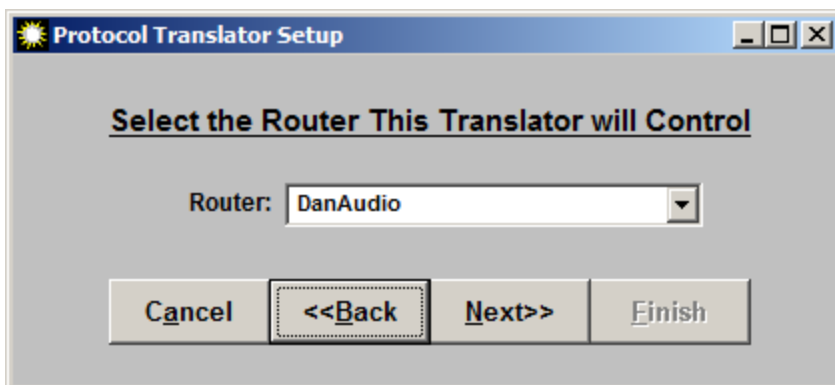 Protocol Translator Setup
Select the Router This Translator will Control
Router: DanAudio
Cancel <<Back Next>> Finish